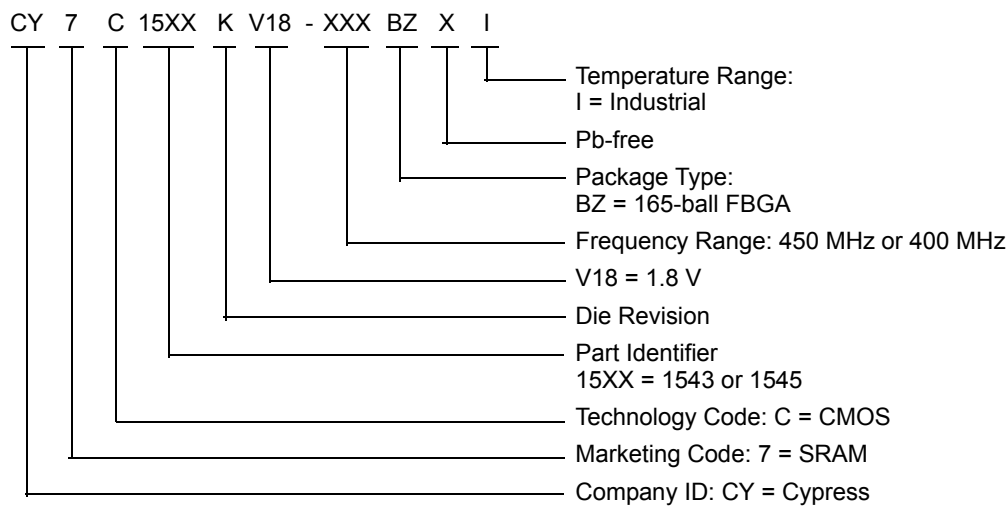 CY 7 C 15XX K V18 - XXX BZ X I
Temperature Range:
I = Industrial
Pb-free
Package Type:
BZ = 165-ball FBGA
Frequency Range: 450 MHz or 400 MHz
V18 = 1.8 V
Die Revision
Part Identifier
15XX = 1543 or 1545
Technology Code: C = CMOS
Marketing Code: 7 = SRAM
Company ID: CY = Cypress